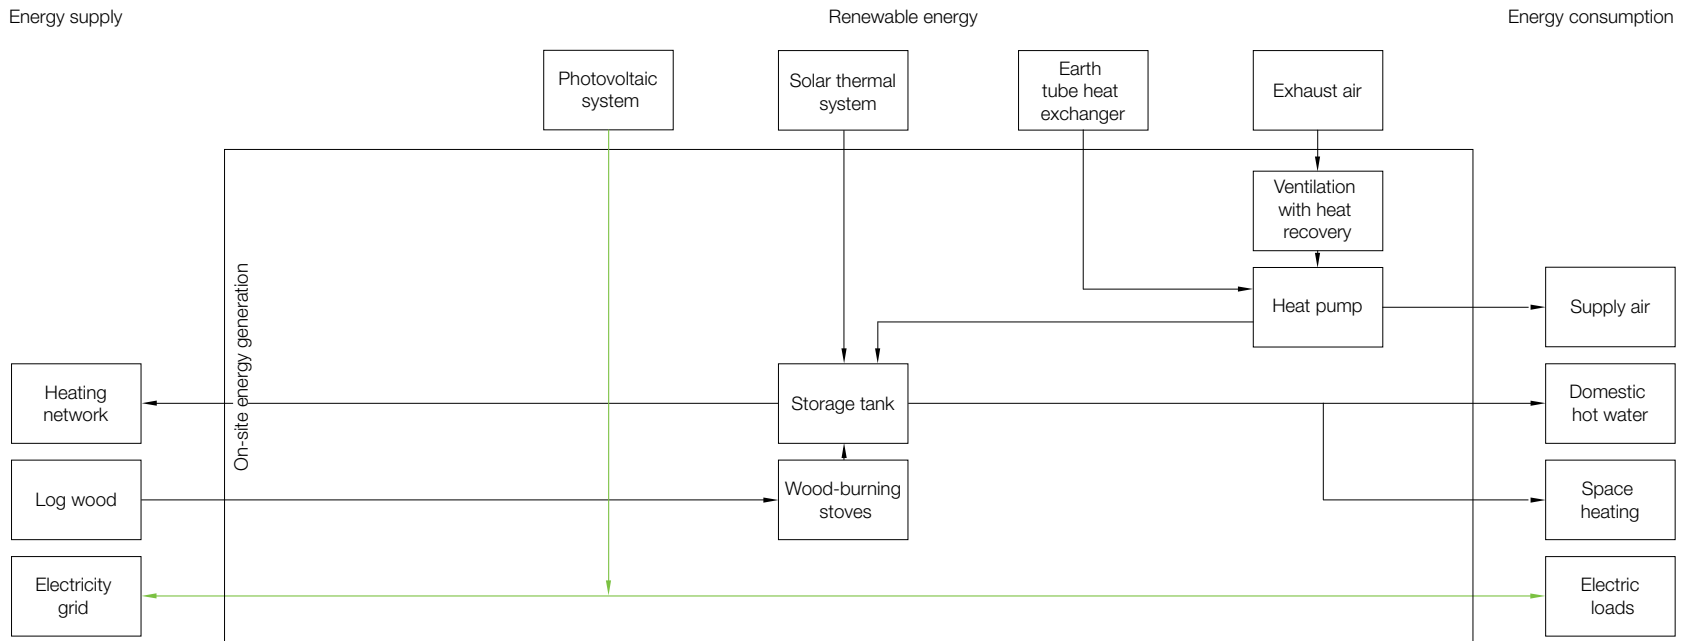 Energy supply
Renewable energy
Energy consumption
Photovoltaic
system
Solar thermal
system
Earth
tube heat
exchanger
Exhaust air
Ventilation
with heat
recovery
On-site energy generation
Heat pump
Supply air
Heating
network
Storage tank
Domestic
hot water
Log wood
Wood-burning
stoves
Space
heating
Electricity
grid
Electric
loads